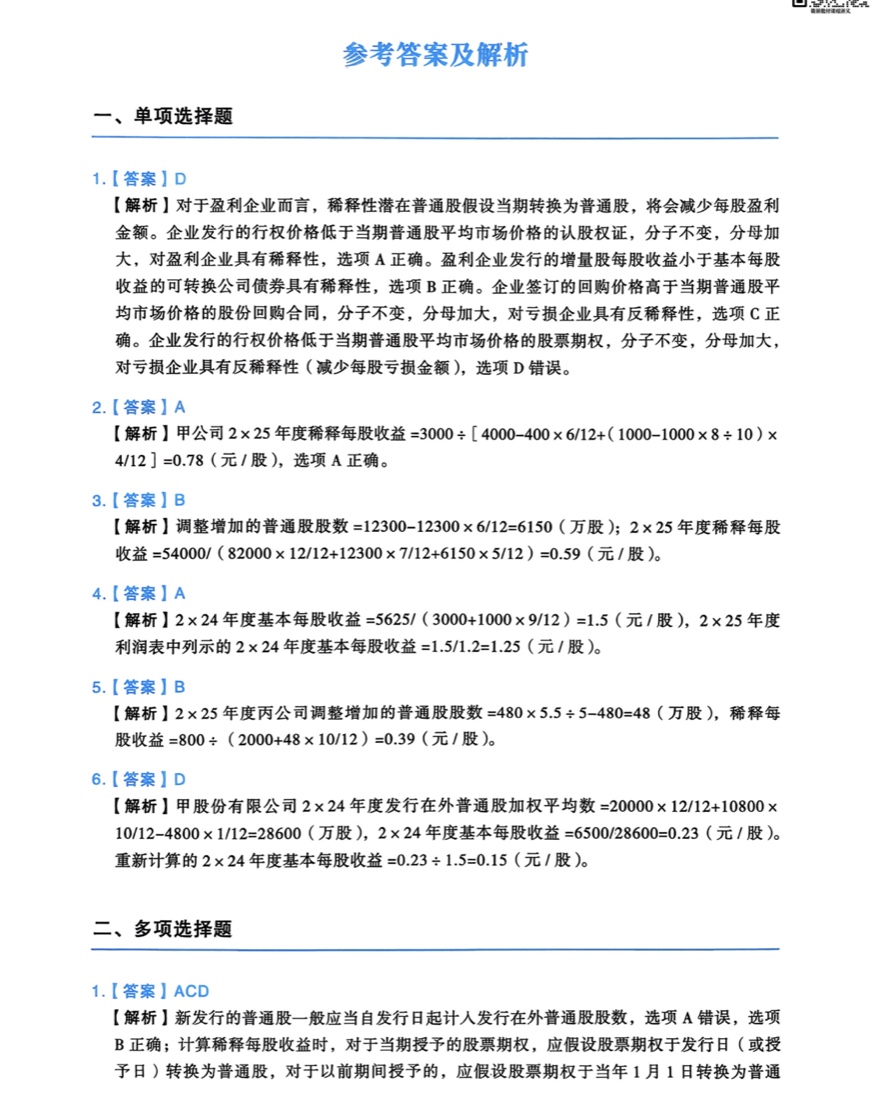 最新教材课程讲义
参考答案及解析
一、单项选择题
1.【答案】D
【解析】对于盈利企业而言，稀释性潜在普通股假设当期转换为普通股，将会减少每股盈利
金额。企业发行的行权价格低于当期普通股平均市场价格的认股权证，分子不变，分母加
大，对盈利企业具有稀释性，选项 A 正确。盈利企业发行的增量股每股收益小于基本每股
收益的可转换公司债券具有稀释性，选项 B 正确。企业签订的回购价格高于当期普通股平
均市场价格的股份回购合同，分子不变，分母加大，对亏损企业具有反稀释性，选项 C 正
确。企业发行的行权价格低于当期普通股平均市场价格的股票期权，分子不变，分母加大，
对亏损企业具有反稀释性（减少每股亏损金额），选项 D 错误。
2.【答案】A
【解析】甲公司 2×25 年度稀释每股收益 =3000÷［4000-400×6/12+（1000-1000×8÷10）×
4/12］=0.78（元/股），选项 A 正确。
3.【答案】B
【解析】调整增加的普通股股数 =12300-12300×6/12=6150（万股）；2×25 年度稀释每股
收益 =54000/（82000×12/12+12300×7/12+6150×5/12）=0.59（元/股）。
4.【答案】A
【解析】2×24 年度基本每股收益 =5625/（3000+1000×9/12）=1.5（元/股），2×25 年度
利润表中列示的 2×24 年度基本每股收益 =1.5/1.2=1.25（元/股）。
5.【答案】B
【解析】2×25 年度丙公司调整增加的普通股股数 =480×5.5÷5-480=48（万股），稀释每
股收益 =800÷（2000+48×10/12）=0.39（元/股）。
6.【答案】D
【解析】甲股份有限公司 2×24 年度发行在外普通股加权平均数 =20000×12/12+10800×
10/12-4800×1/12=28600（万股），2×24 年度基本每股收益 =6500/28600=0.23（元/股）。
重新计算的 2×24 年度基本每股收益 =0.23÷1.5=0.15（元/股）。
二、多项选择题
1.【答案】ACD
【解析】新发行的普通股一般应当自发行日起计入发行在外普通股股数，选项 A 错误，选项
B 正确；计算稀释每股收益时，对于当期授予的股票期权，应假设股票期权于发行日（或授
予日）转换为普通股，对于以前期间授予的，应假设股票期权于当年 1 月 1 日转换为普通